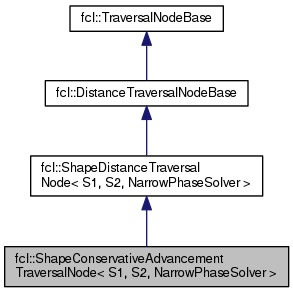 fcl::TraversalNodeBase
fcl::DistanceTraversalNodeBase
fcl::ShapeDistanceTraversal
Node< S1, S2, NarrowPhaseSolver >
fcl::ShapeConservativeAdvancement
TraversalNode< S1, S2, NarrowPhaseSolver >